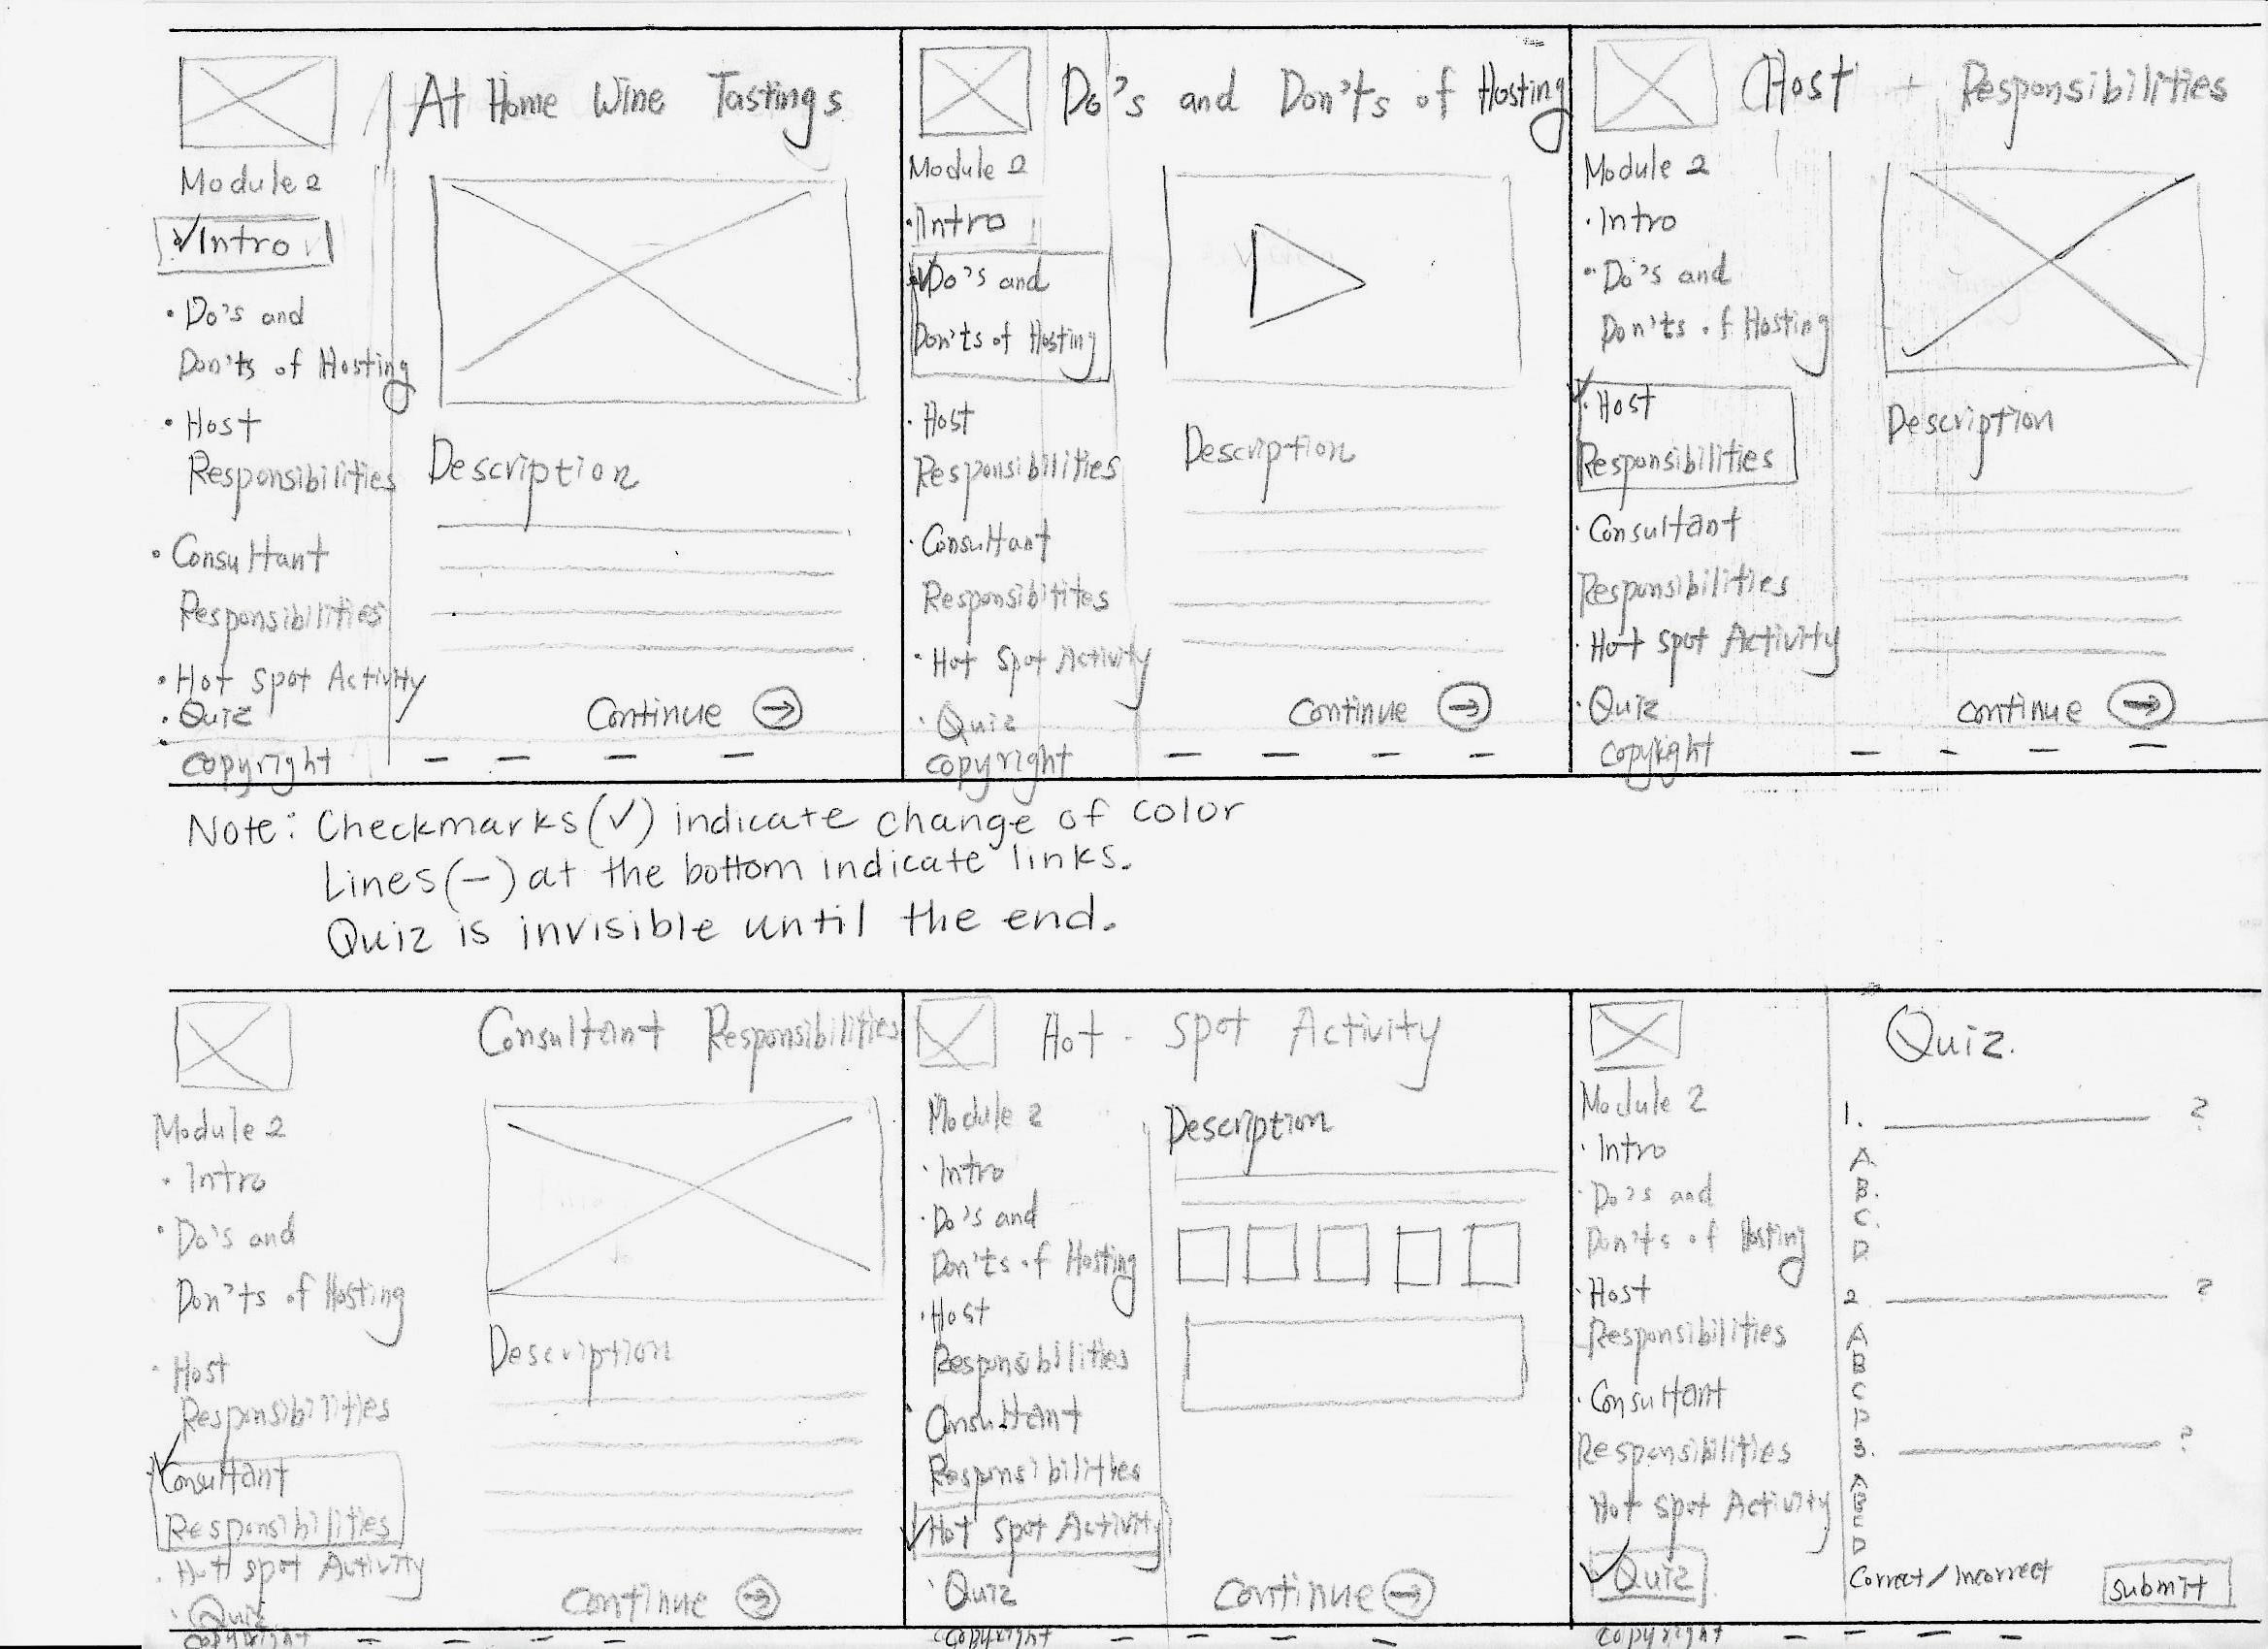 At Home Wine Tastings
Module 2
✓Intro
• Do's and
Don'ts of Hosting
• Host
Responsibilities
• Consultant
Responsibilities
• Hot Spot Activity
• Quiz
Copyright
Description
Continue →
Do's and Don'ts of Hosting
Module 2
• Intro
✓Do's and
Don'ts of Hosting
• Host
Responsibilities
• Consultant
Responsibitites
• Hot Spot Activity
• Quiz
Copyright
Description
Continue →
Host Responsibilities
Module 2
• Intro
• Do's and
Don'ts of Hosting
✓• Host
Responsibilities
• Consultant
Responsibilities
• Hot Spot Activity
• Quiz
Copyright
Description
Continue →
Note: Checkmarks(✓) indicate change of color
Lines(—) at the bottom indicate links.
Quiz is invisible until the end.
Consultant Responsibilities
Module 2
• Intro
• Do's and
Don'ts of Hosting
• Host
Responsibilities
✓Consultant
Responsibilities
• Hot Spot Activity
• Quiz
Copyright
Description
Continue →
Hot - Spot Activity
Module 2
• Intro
• Do's and
Don'ts of Hosting
• Host
Responsibilities
• Consultant
Responsibilities
✓Hot Spot Activity
• Quiz
Copyright
Description
Continue →
Quiz.
Module 2
• Intro
• Do's and
Don'ts of Hosting
• Host
Responsibilities
• Consultant
Responsibilities
Hot Spot Activity
✓Quiz
Copyright
1. ?
A.
B.
C.
D
2 ?
A
B
C
D
3. ?
A
B
C
D
Correct/Incorrect
Submit